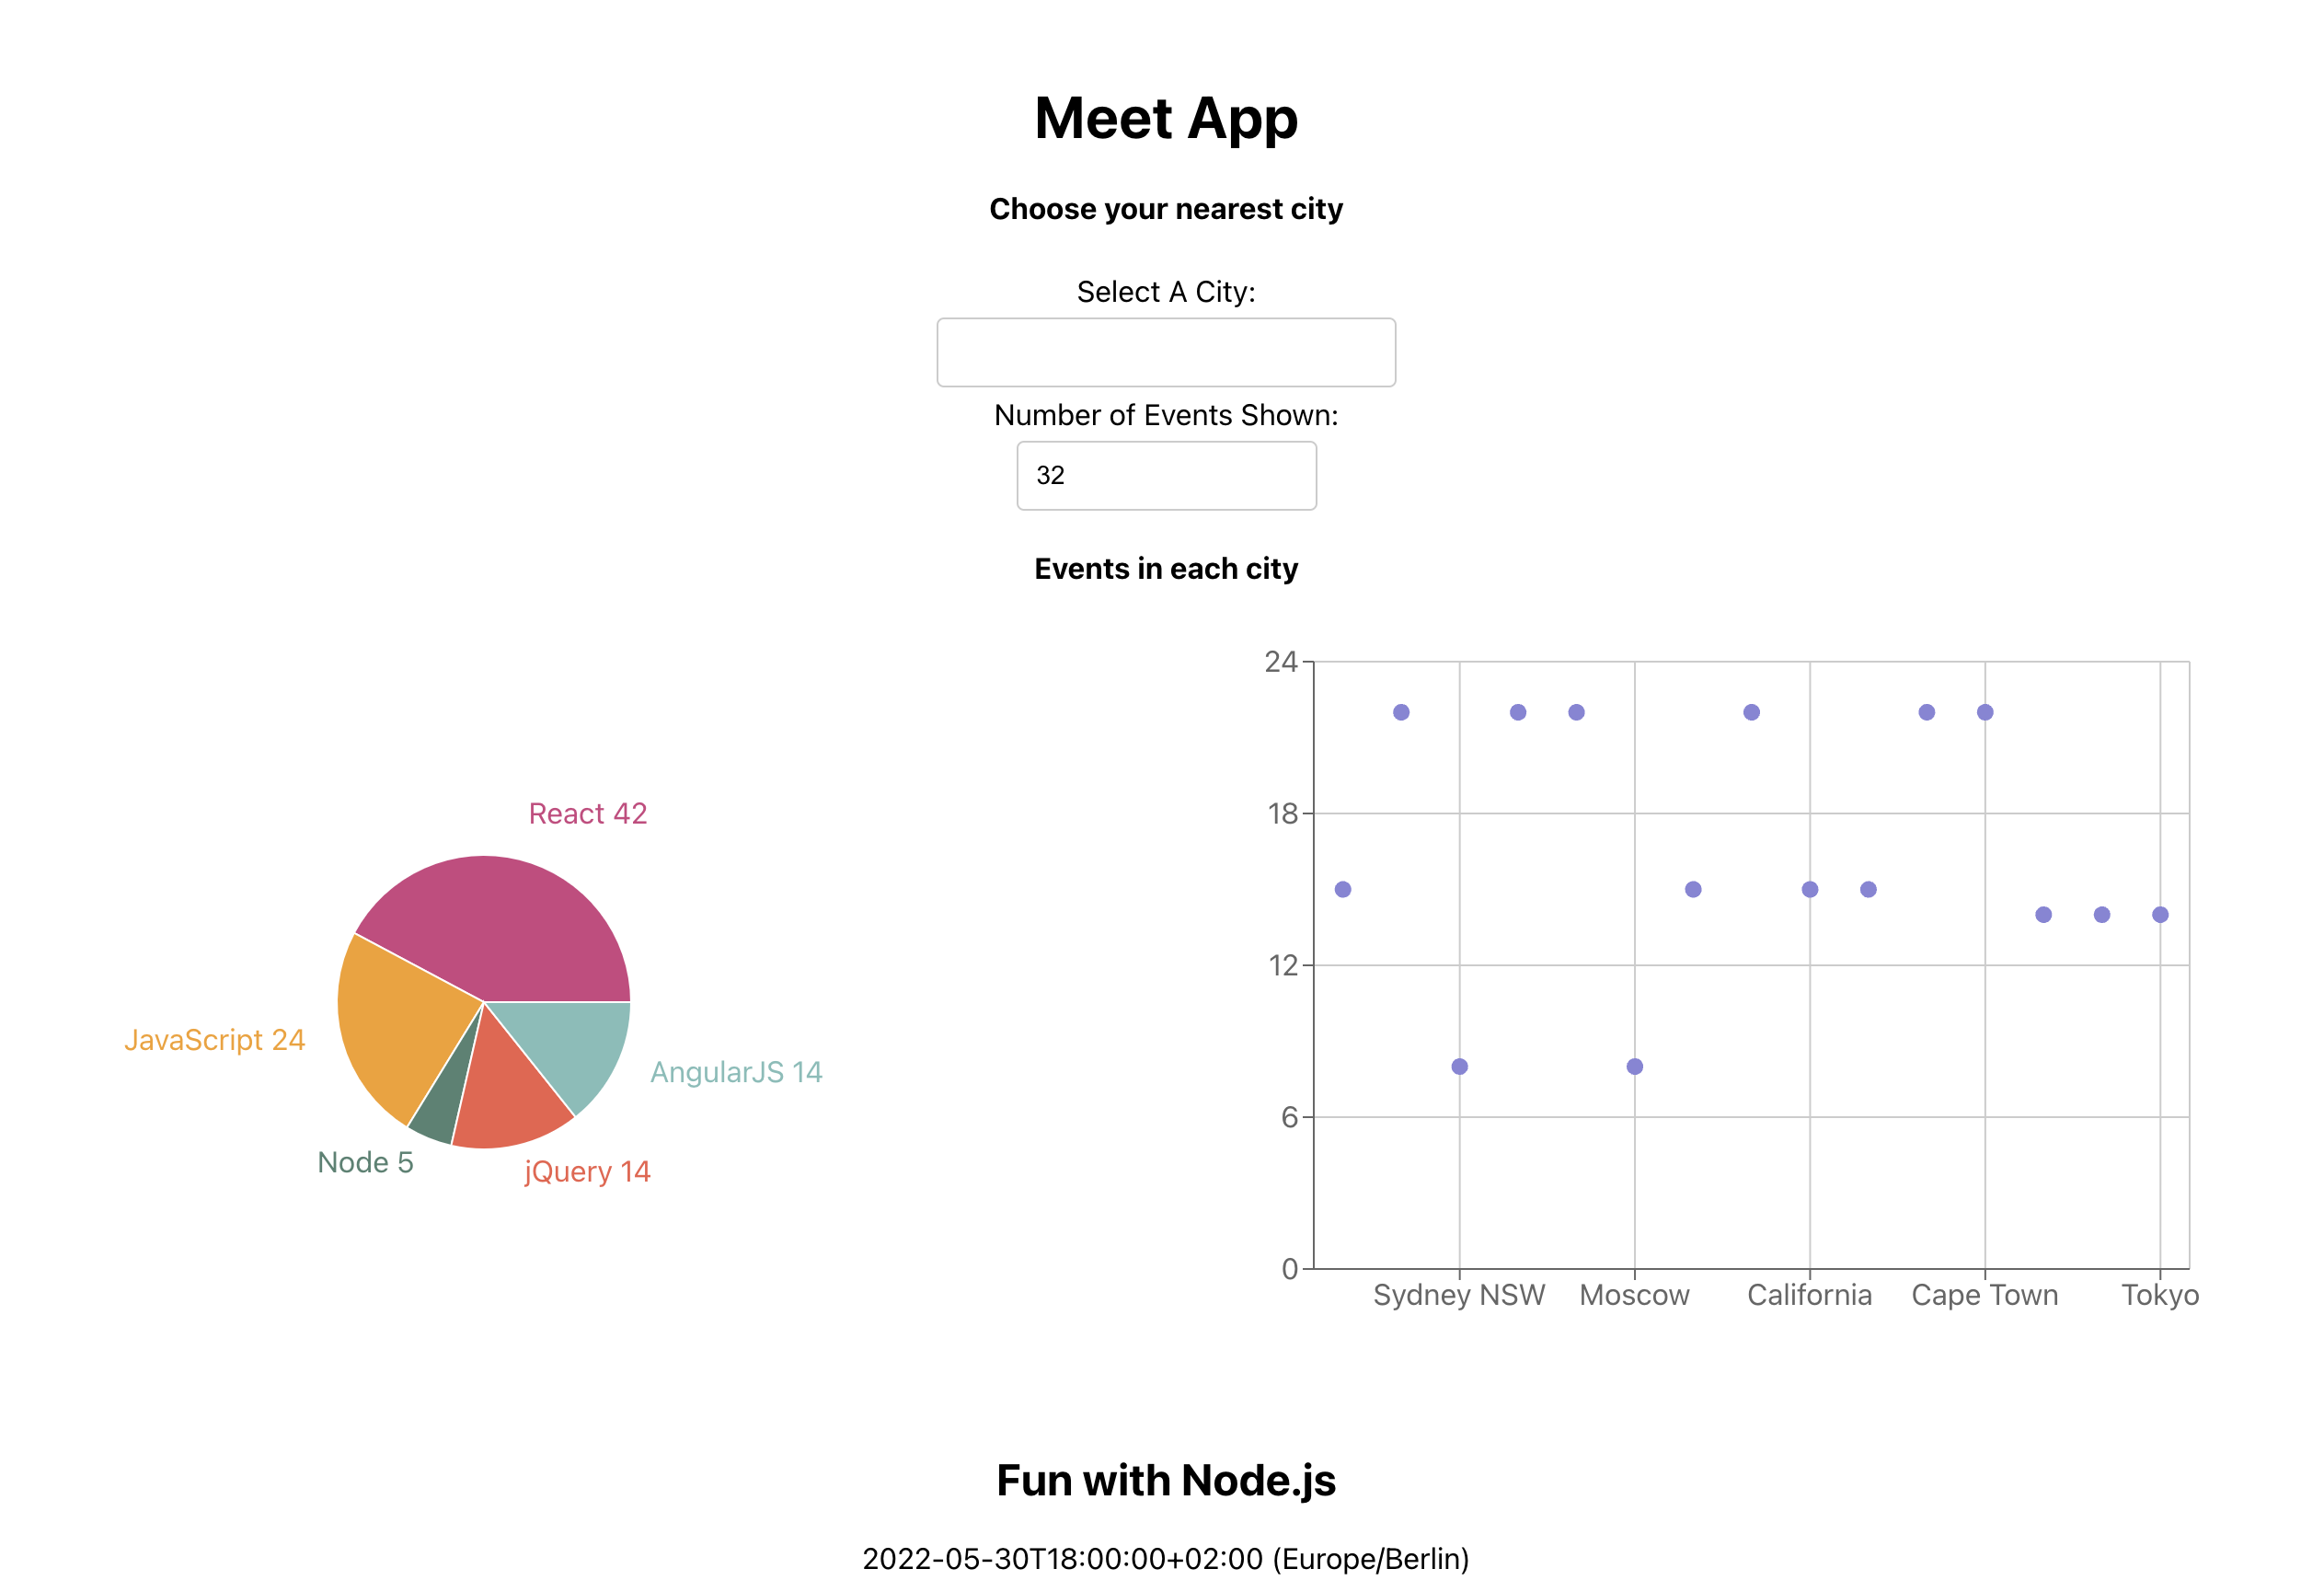 Meet App
Choose your nearest city
Select A City:
Number of Events Shown:
32
Events in each city
React 42
JavaScript 24
AngularJS 14
Node 5
jQuery 14
24
18
12
6
0
Sydney NSW Moscow California Cape Town Tokyo
Fun with Node.js
2022-05-30T18:00:00+02:00 (Europe/Berlin)